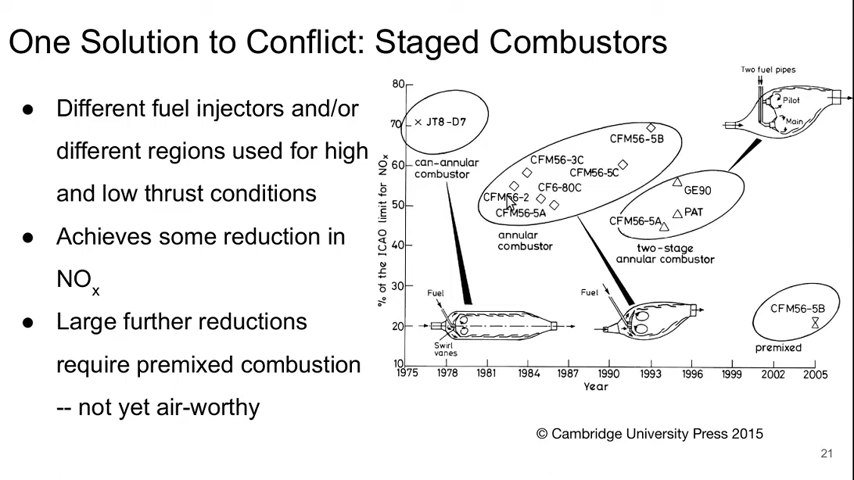 One Solution to Conflict: Staged Combustors
● Different fuel injectors and/or
different regions used for high
and low thrust conditions
● Achieves some reduction in
NOx
● Large further reductions
require premixed combustion
-- not yet air-worthy
% of the ICAO limit for NOx
80
70
60
50
40
30
20
10
1975 1978 1981 1984 1987 1990 1993 1996 1999 2002 2005
Year
JT8-D7
can-annular
combustor
CFM56-5B
CFM56-3C
CFM56-5C
CF6-80C
CFM56-2
CFM56-5A
annular
combustor
GE90
PAT
CFM56-5A
two-stage
annular combustor
CFM56-5B
premixed
Two fuel pipes
Pilot
Main
Fuel
Swirl
vanes
Fuel
© Cambridge University Press 2015
21